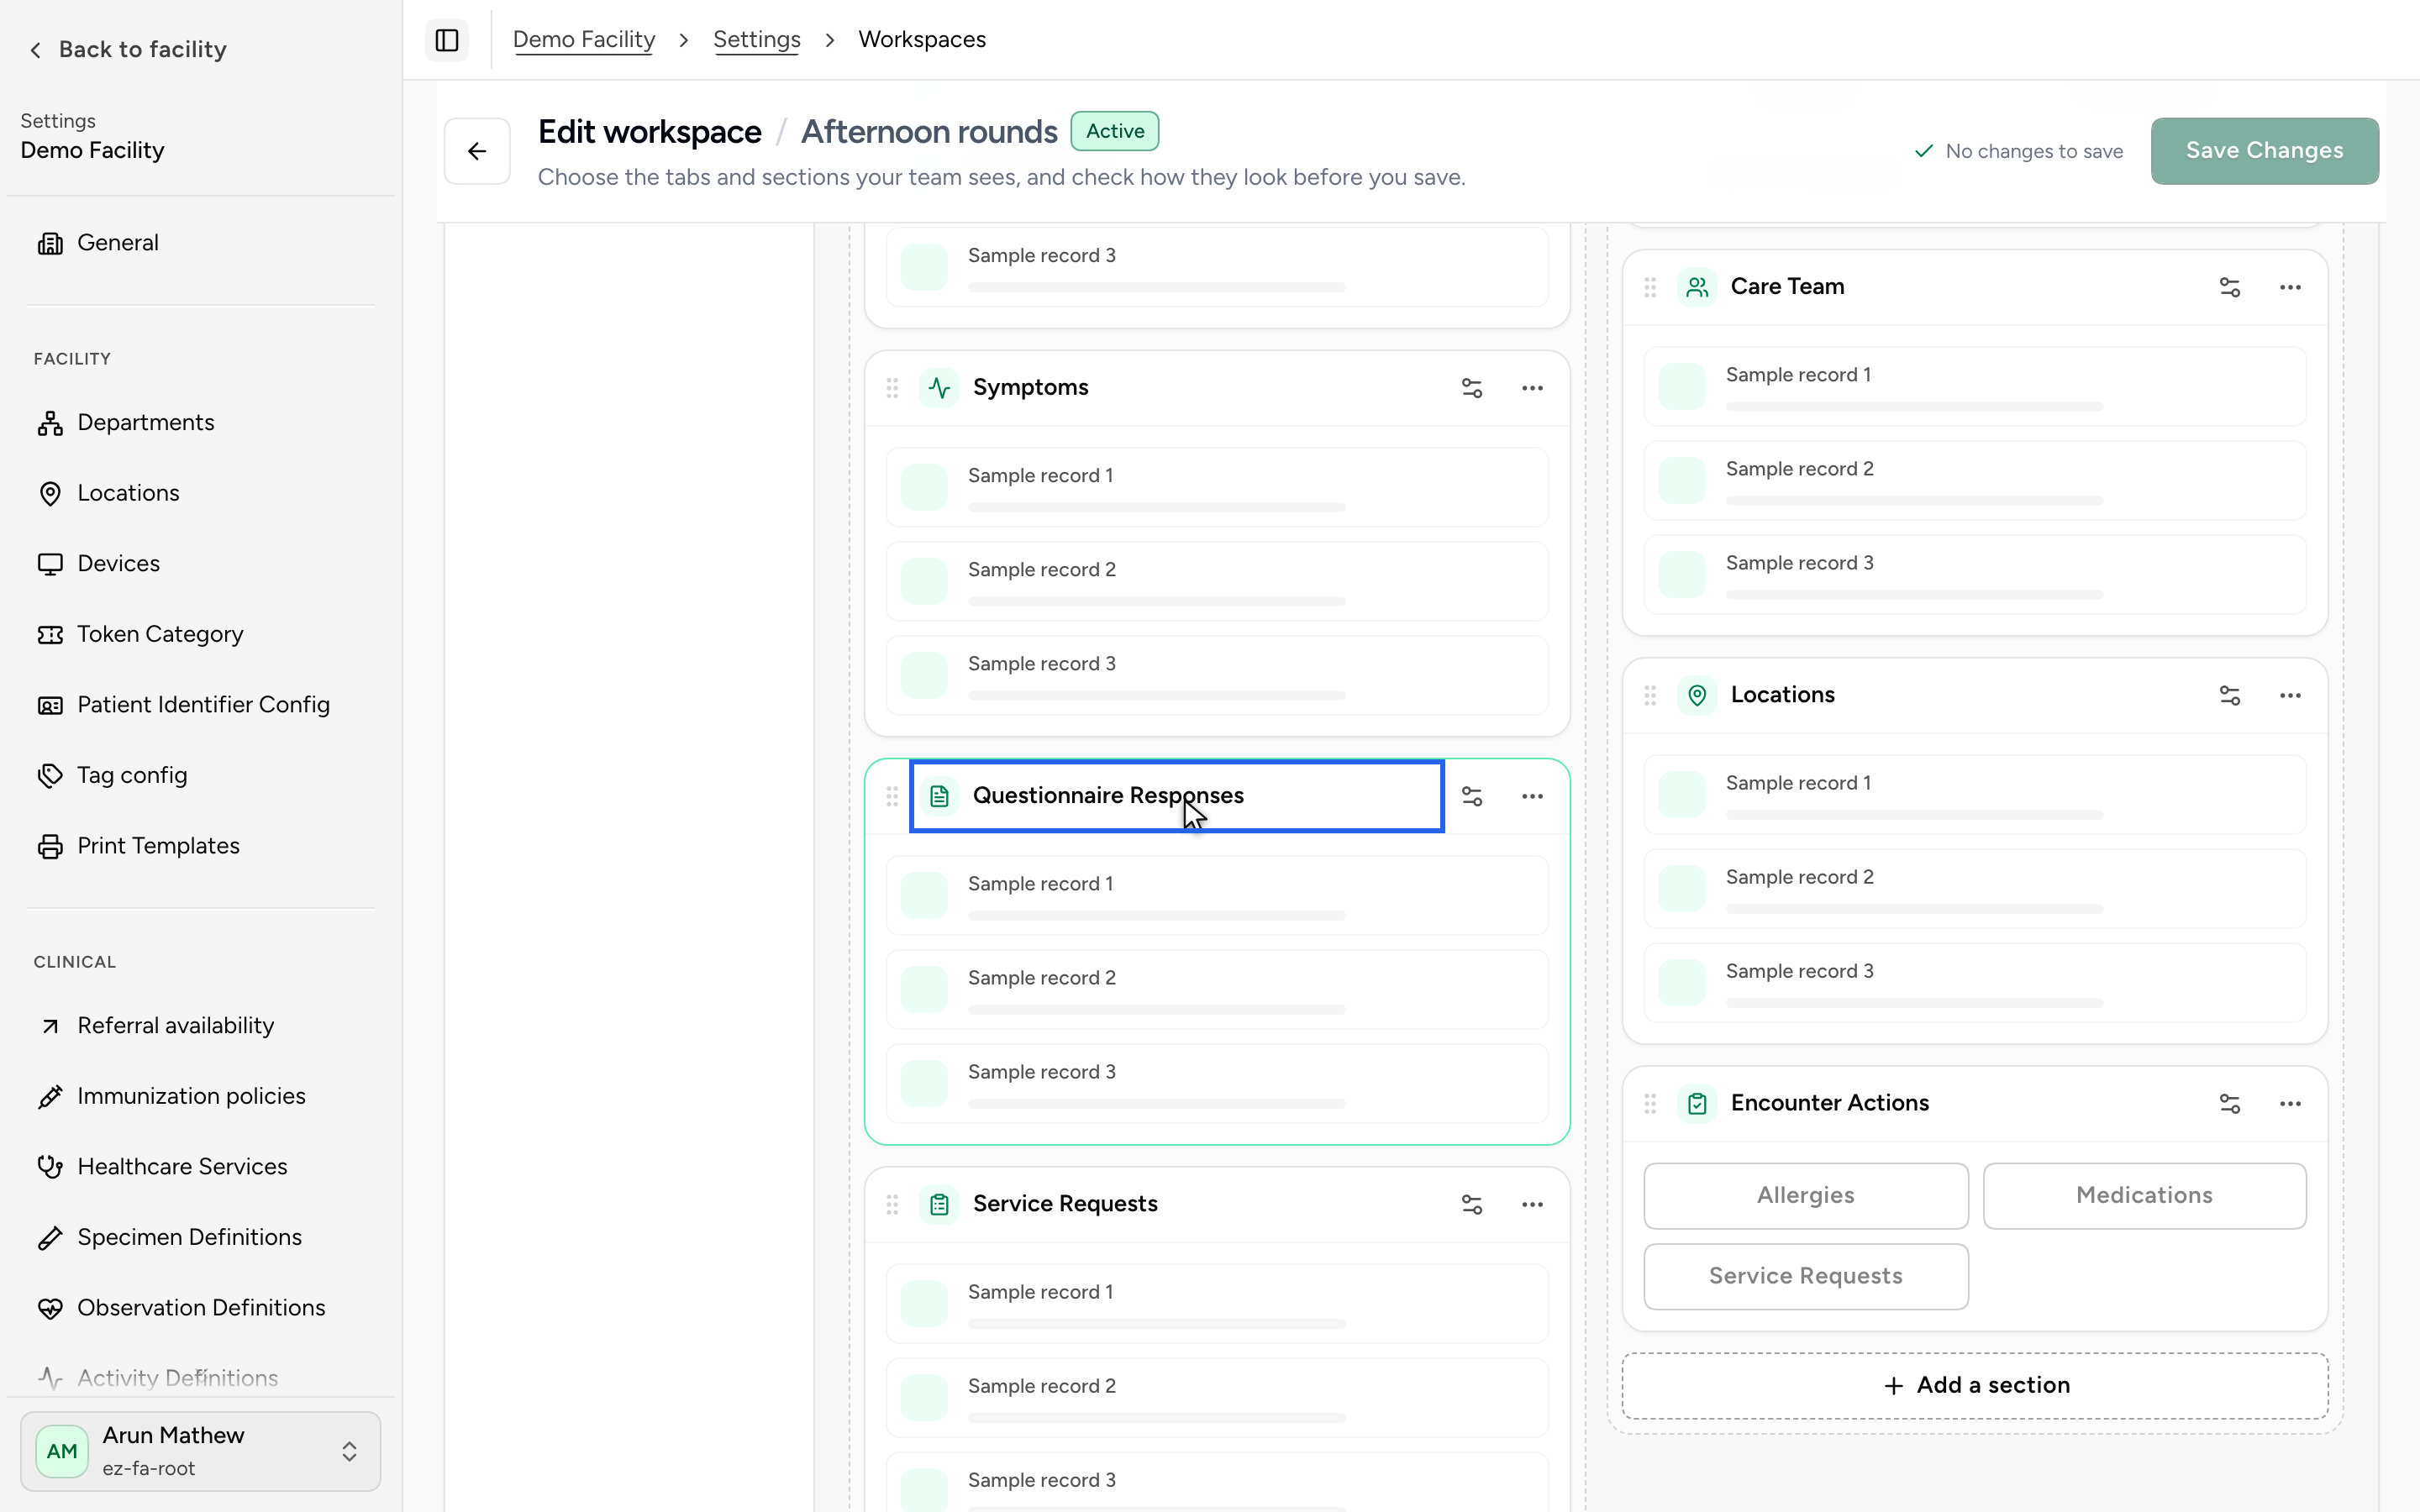 Back to facility
Settings
Demo Facility
General
FACILITY
Departments
Locations
Devices
Token Category
Patient Identifier Config
Tag config
Print Templates
CLINICAL
Referral availability
Immunization policies
Healthcare Services
Specimen Definitions
Observation Definitions
Activity Definitions
AM
Arun Mathew
ez-fa-root
Demo Facility
Settings
Workspaces
Edit workspace / Afternoon rounds
Active
Choose the tabs and sections your team sees, and check how they look before you save.
No changes to save
Save Changes
Sample record 3
Symptoms
Sample record 1
Sample record 2
Sample record 3
Questionnaire Responses
Sample record 1
Sample record 2
Sample record 3
Service Requests
Sample record 1
Sample record 2
Sample record 3
Care Team
Sample record 1
Sample record 2
Sample record 3
Locations
Sample record 1
Sample record 2
Sample record 3
Encounter Actions
Allergies
Medications
Service Requests
Add a section